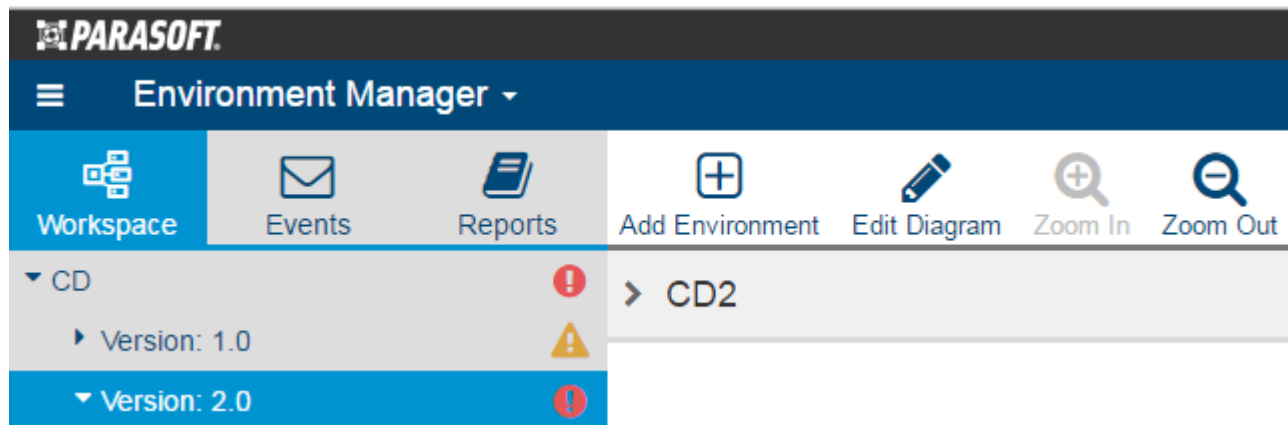 PARASOFT.
Environment Manager
Workspace Events Reports Add Environment Edit Diagram Zoom In Zoom Out
CD
CD2
Version: 1.0
Version: 2.0